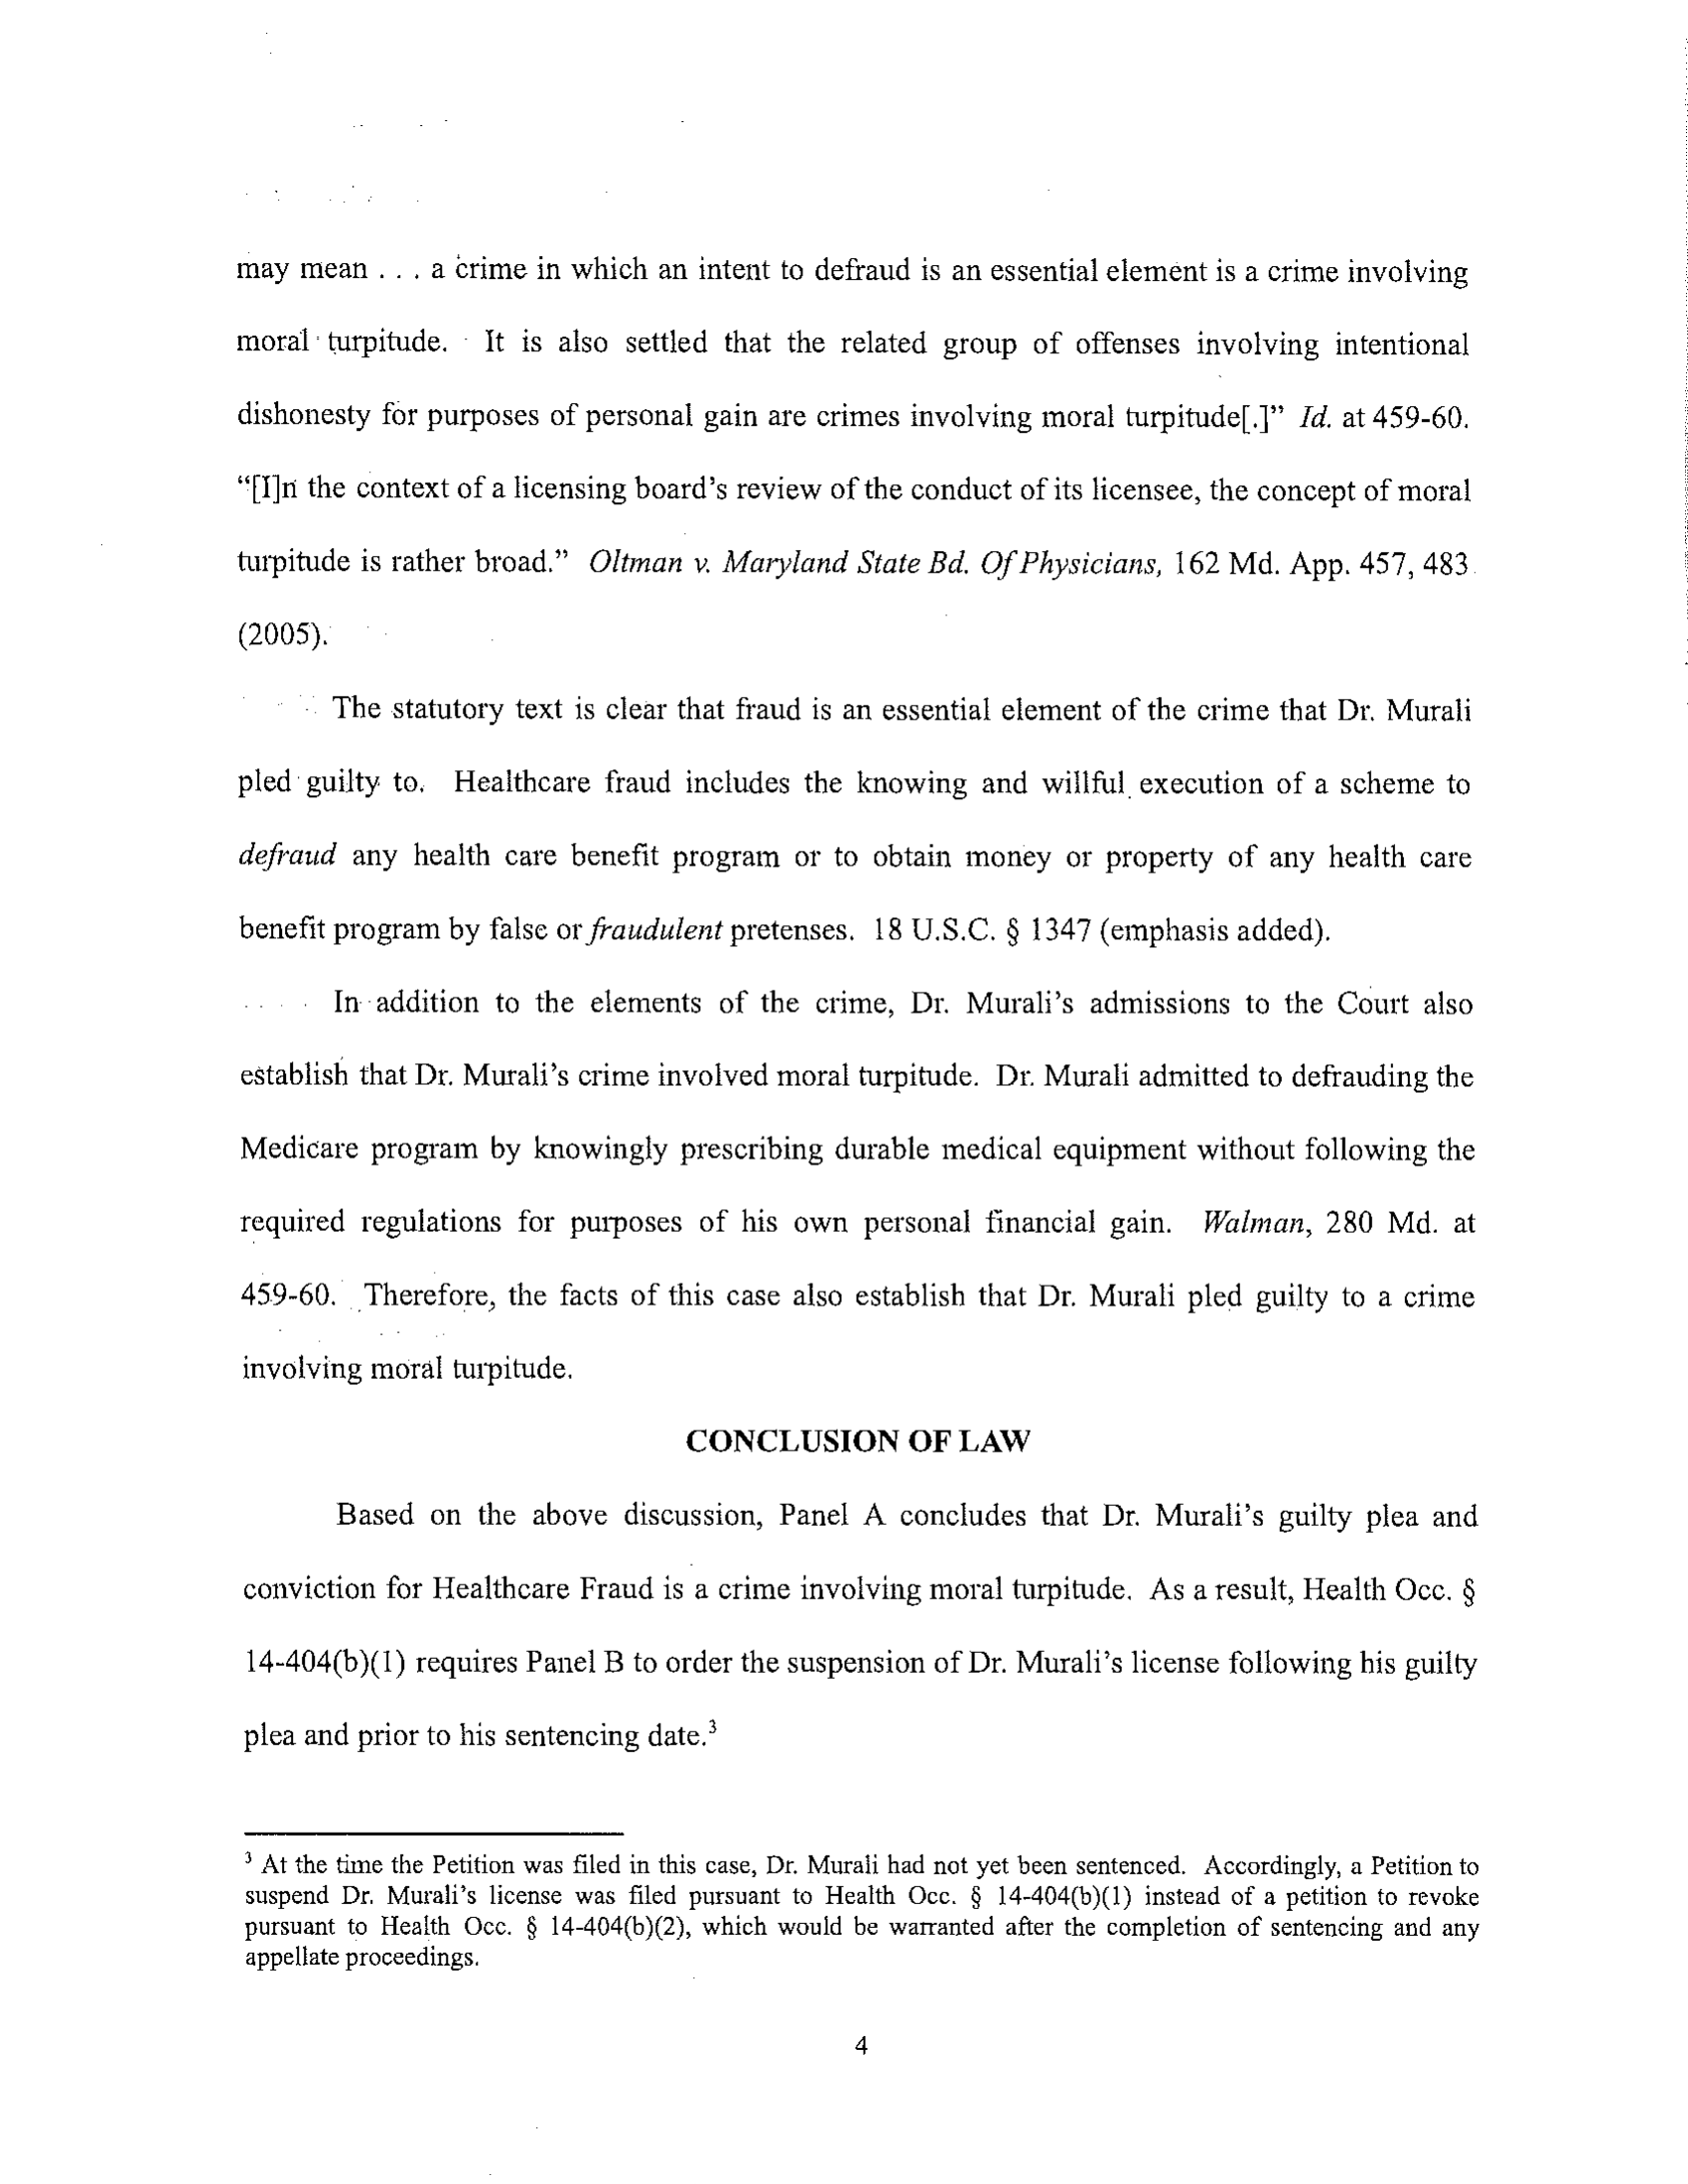 may mean . . . a crime in which an intent to defraud is an essential element is a crime involving
moral turpitude. It is also settled that the related group of offenses involving intentional
dishonesty for purposes of personal gain are crimes involving moral turpitude[.]” Id. at 459-60.
“[I]n the context of a licensing board’s review of the conduct of its licensee, the concept of moral
turpitude is rather broad.” Oltman v. Maryland State Bd. Of Physicians, 162 Md. App. 457, 483
(2005).
The statutory text is clear that fraud is an essential element of the crime that Dr. Murali
pled guilty to. Healthcare fraud includes the knowing and willful execution of a scheme to
defraud any health care benefit program or to obtain money or property of any health care
benefit program by false or fraudulent pretenses. 18 U.S.C. § 1347 (emphasis added).
In addition to the elements of the crime, Dr. Murali’s admissions to the Court also
establish that Dr. Murali’s crime involved moral turpitude. Dr. Murali admitted to defrauding the
Medicare program by knowingly prescribing durable medical equipment without following the
required regulations for purposes of his own personal financial gain. Walman, 280 Md. at
459-60. Therefore, the facts of this case also establish that Dr. Murali pled guilty to a crime
involving moral turpitude.
CONCLUSION OF LAW
Based on the above discussion, Panel A concludes that Dr. Murali’s guilty plea and
conviction for Healthcare Fraud is a crime involving moral turpitude. As a result, Health Occ. §
14-404(b)(1) requires Panel B to order the suspension of Dr. Murali’s license following his guilty
plea and prior to his sentencing date.³
³ At the time the Petition was filed in this case, Dr. Murali had not yet been sentenced. Accordingly, a Petition to
suspend Dr. Murali’s license was filed pursuant to Health Occ. § 14-404(b)(1) instead of a petition to revoke
pursuant to Health Occ. § 14-404(b)(2), which would be warranted after the completion of sentencing and any
appellate proceedings.
4